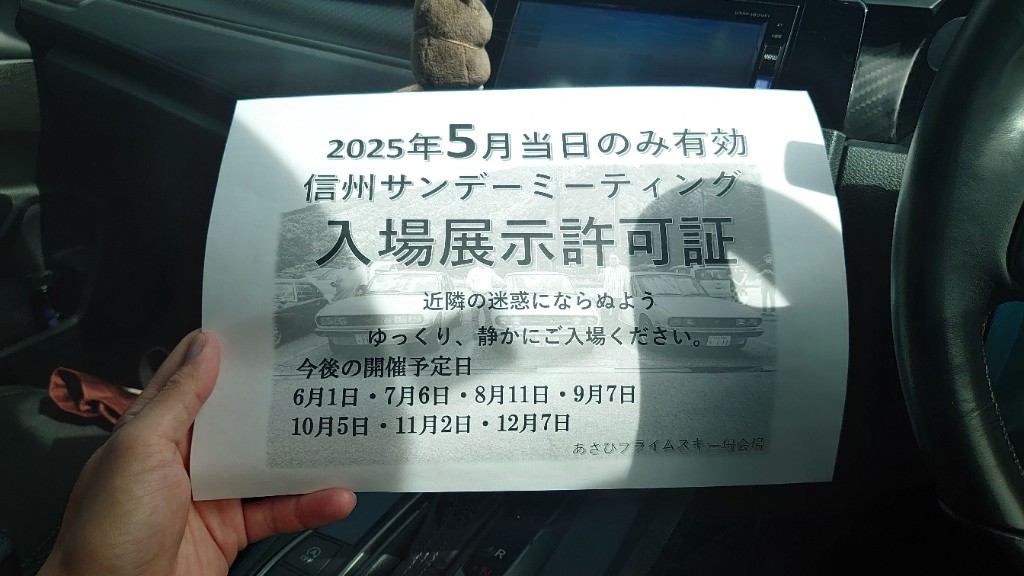 2025年5月当日のみ有効
信州サンデーミーティング
入場展示許可証
近隣の迷惑にならぬよう
ゆっくり、静かにご入場ください。
今後の開催予定日
6月1日・7月6日・8月11日・9月7日
10月5日・11月2日・12月7日
あさひプライムスキー場会場
R